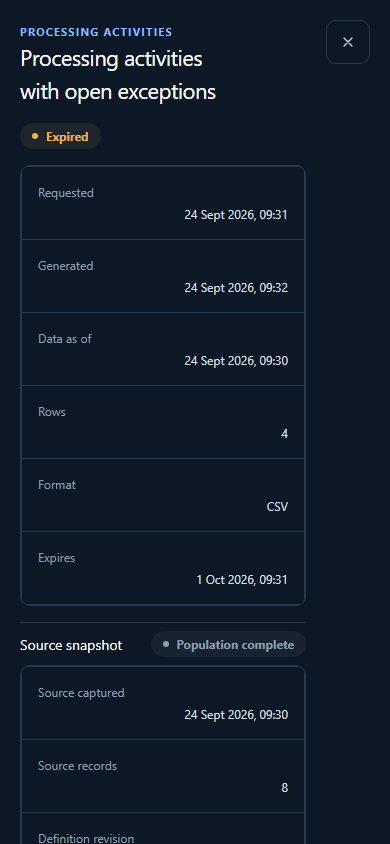 PROCESSING ACTIVITIES
Processing activities
with open exceptions
Expired
Requested
24 Sept 2026, 09:31
Generated
24 Sept 2026, 09:32
Data as of
24 Sept 2026, 09:30
Rows
4
Format
CSV
Expires
1 Oct 2026, 09:31
Source snapshot
Population complete
Source captured
24 Sept 2026, 09:30
Source records
8
Definition revision